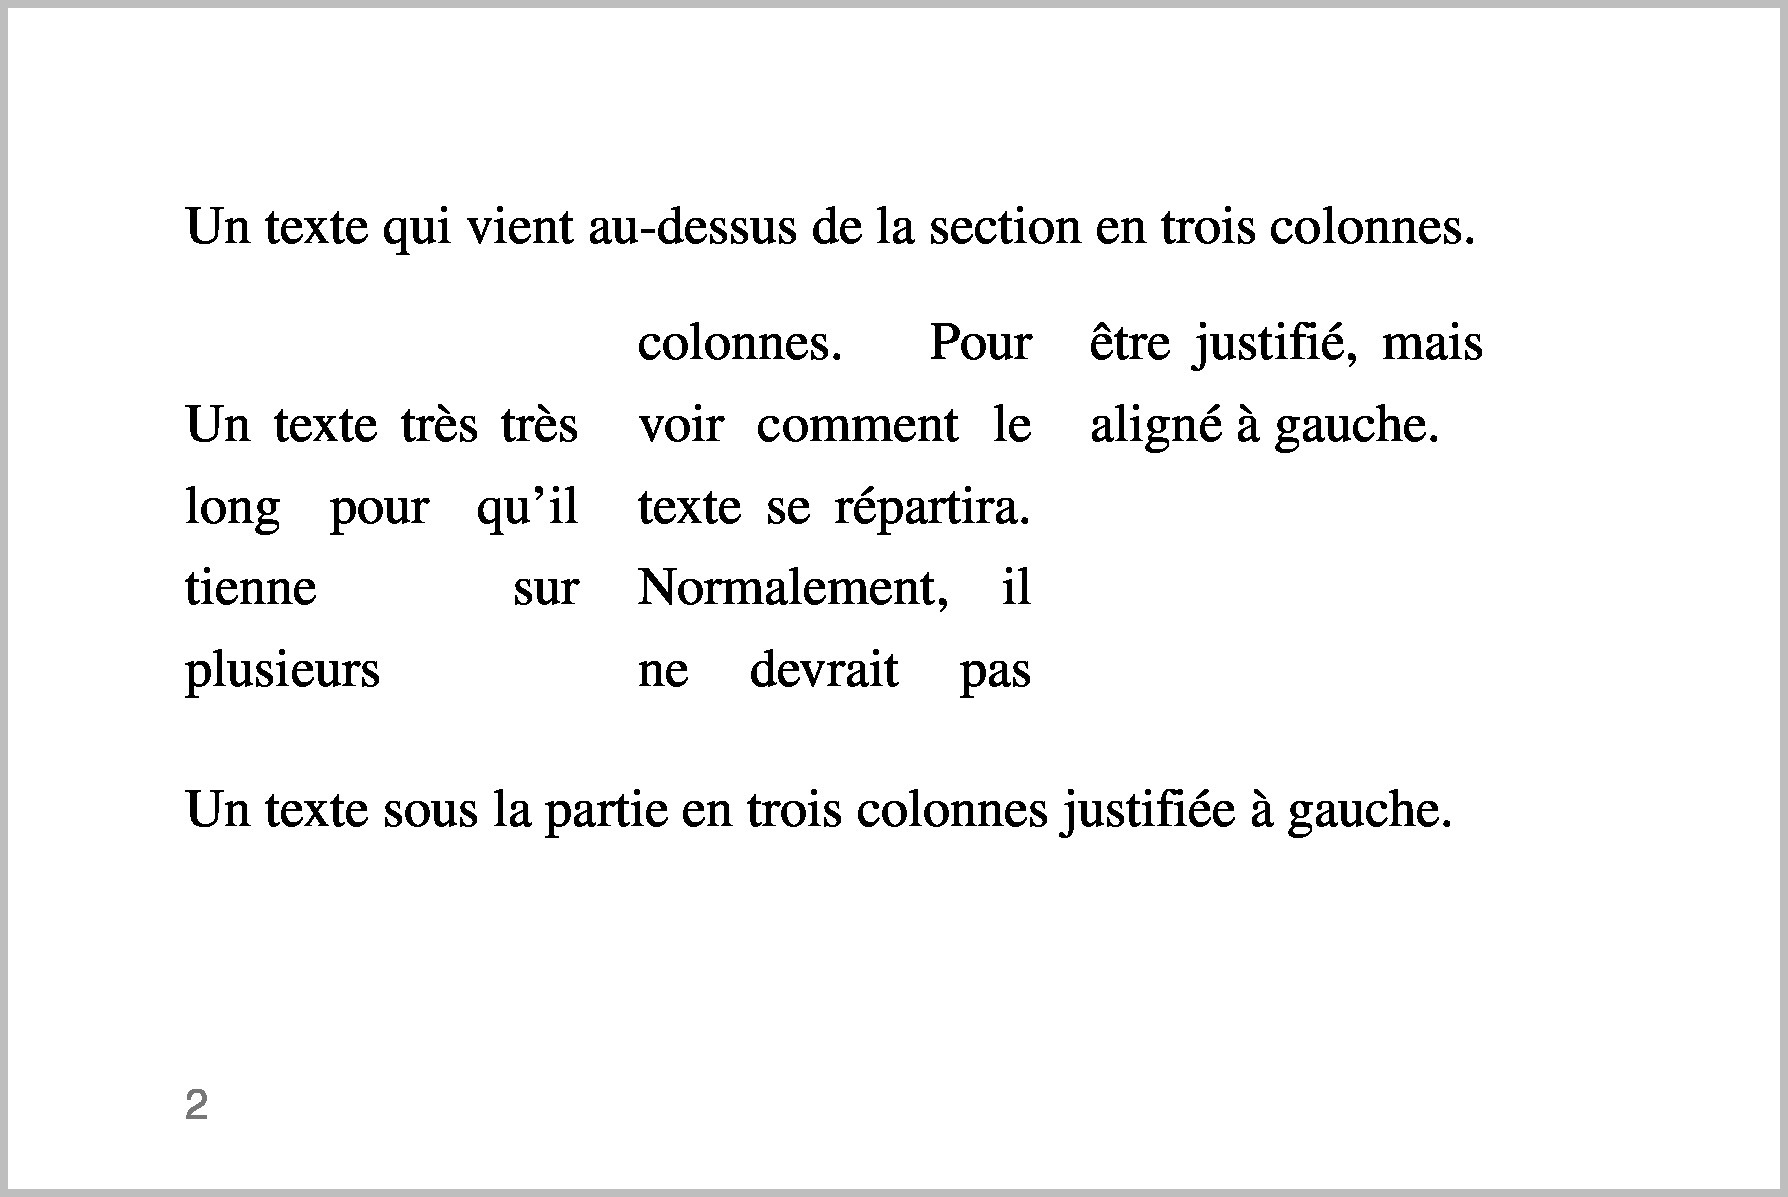 Un texte qui vient au-dessus de la section en trois colonnes.
Un texte très très
long pour qu’il
tienne sur
plusieurs
colonnes. Pour
voir comment le
texte se répartira.
Normalement, il
ne devrait pas
être justifié, mais
aligné à gauche.
Un texte sous la partie en trois colonnes justifiée à gauche.
2